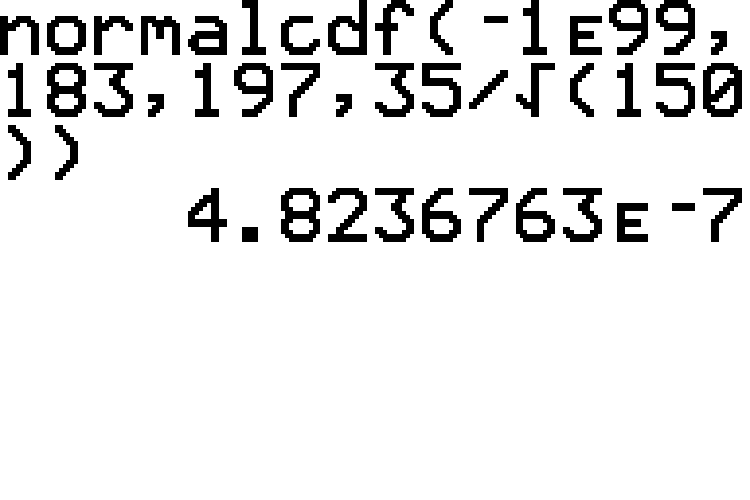 normalcdf(⁻1ᴇ99,
183,197,35/√(150
))
4.8236763ᴇ⁻7